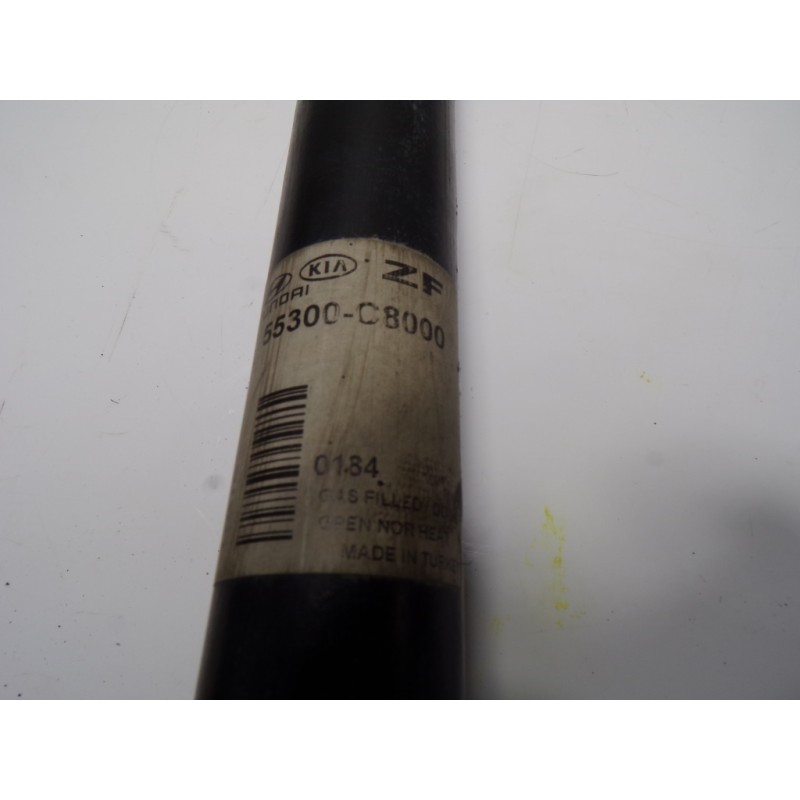 KIA ZF
55300-C8000
0184
GAS FILLED/
OPEN NOR HEAT
MADE IN